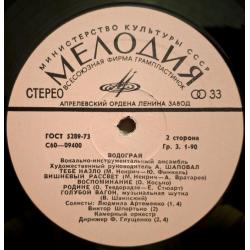 МИНИСТЕРСТВО КУЛЬТУРЫ СССР
МЕЛОДИЯ
ВСЕСОЮЗНАЯ ФИРМА ГРАМПЛАСТИНОК
СТЕРЕО
33
АПРЕЛЕВСКИЙ ОРДЕНА ЛЕНИНА ЗАВОД
ГОСТ 5289-73
2 сторона
С60—09400
Гр. 3. 1-90
ВОДОГРАЙ
Вокально-инструментальный ансамбль
Художественный руководитель А. ШАПОВАЛ
ТЕБЕ НАЗЛО (М. Некрич—Ю. Финкель)
ВИШНЕВЫЙ РАССВЕТ (М. Некрич—А. Товаров)
ВОСПОМИНАНИЕ (О. Косько)
РОДИНЕ (О. Тевдорадзе—Е. Стюарт)
ГОЛУБОЙ ВАГОН, музыкальная шутка
(В. Шаинский)
Солисты: Людмила Артеменко (1, 4)
Виктор Шпортько (2)
Камерный оркестр
Дирижер Ф. Глущенко (2, 4)